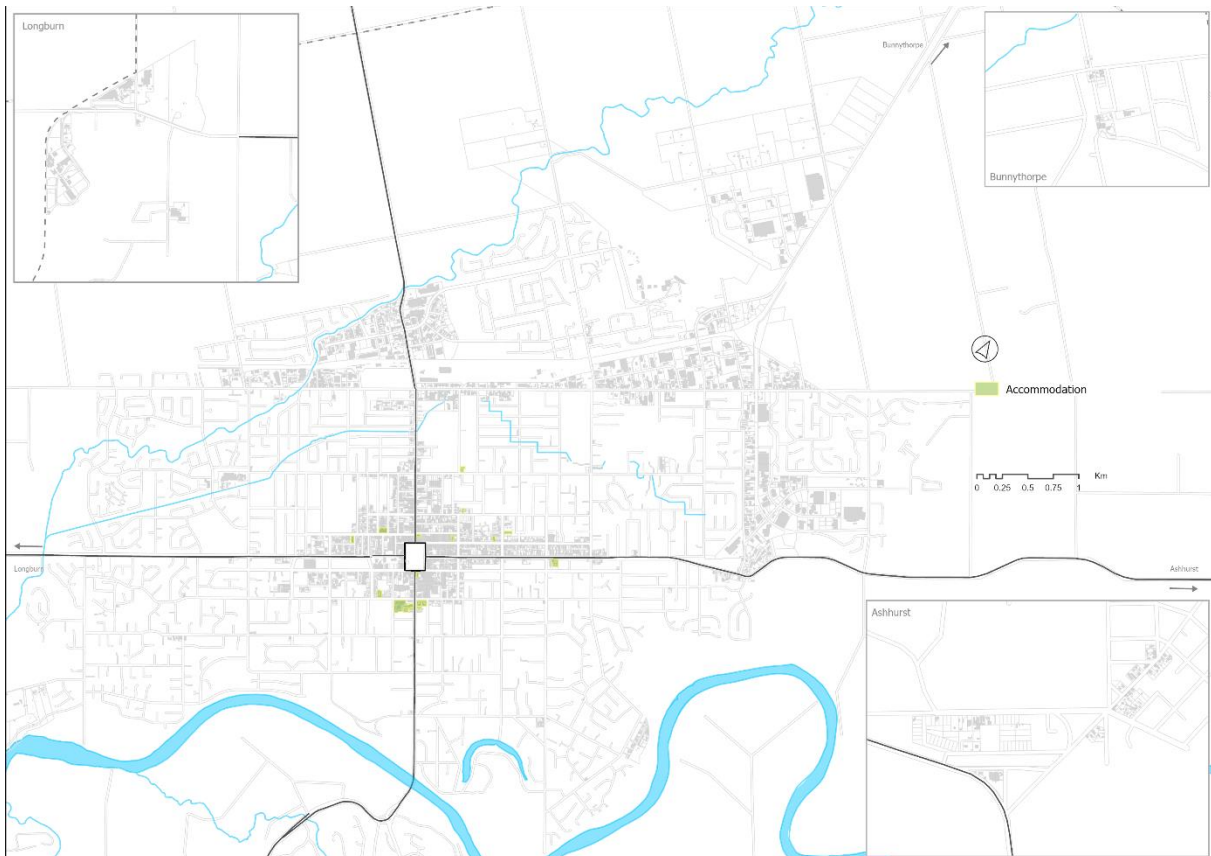 Longburn
Bunnythorpe
Bunnythorpe
Accommodation
Km
0 0.25 0.5 0.75 1
Longburn
Ashhurst
Ashhurst